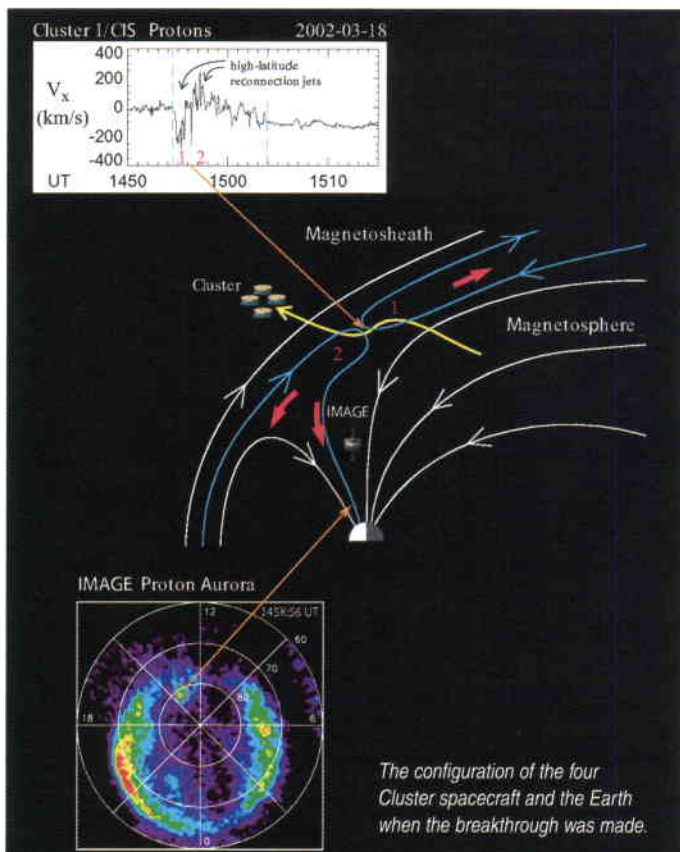 Cluster 1/CIS Protons 2002-03-18
400
200
0
-200
-400
Vx
(km/s)
high-latitude
reconnection jets
1 2
UT 1450 1500 1510
Magnetosheath
Cluster
1
Magnetosphere
2
IMAGE
IMAGE Proton Aurora
12
60
70
80
18
6
0
The configuration of the four
Cluster spacecraft and the Earth
when the breakthrough was made.